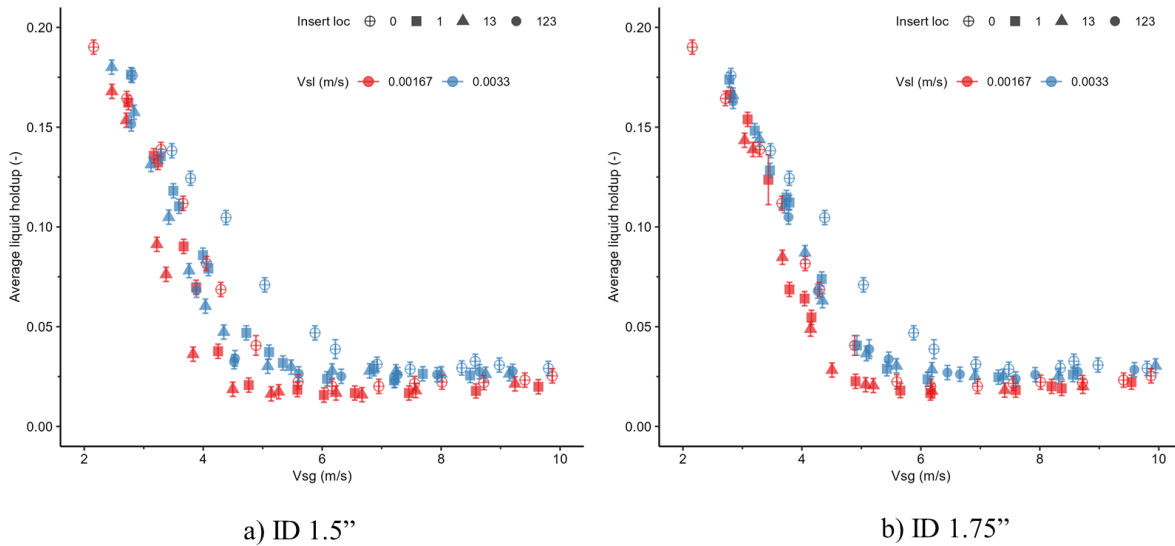 Insert loc 0 1 13 123
Vsl (m/s) 0.00167 0.0033
Average liquid holdup (-)
0.20
0.15
0.10
0.05
0.00
2 4 6 8 10
Vsg (m/s)
a) ID 1.5”
Insert loc 0 1 13 123
Vsl (m/s) 0.00167 0.0033
Average liquid holdup (-)
0.20
0.15
0.10
0.05
0.00
2 4 6 8 10
Vsg (m/s)
b) ID 1.75”